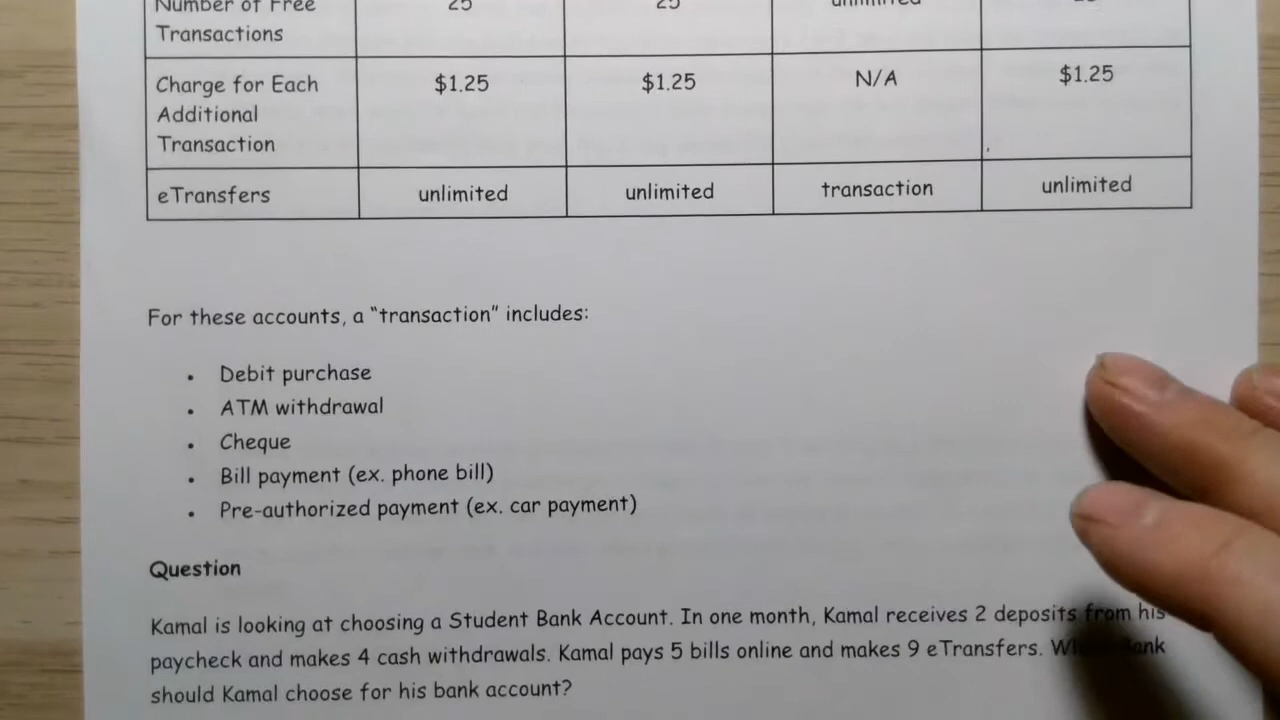 Number of Free 25 25 unlimited
Transactions
Charge for Each $1.25 $1.25 N/A $1.25
Additional
Transaction
eTransfers unlimited unlimited transaction unlimited
For these accounts, a “transaction” includes:
• Debit purchase
• ATM withdrawal
• Cheque
• Bill payment (ex. phone bill)
• Pre-authorized payment (ex. car payment)
Question
Kamal is looking at choosing a Student Bank Account. In one month, Kamal receives 2 deposits from his
paycheck and makes 4 cash withdrawals. Kamal pays 5 bills online and makes 9 eTransfers.
should Kamal choose for his bank account?